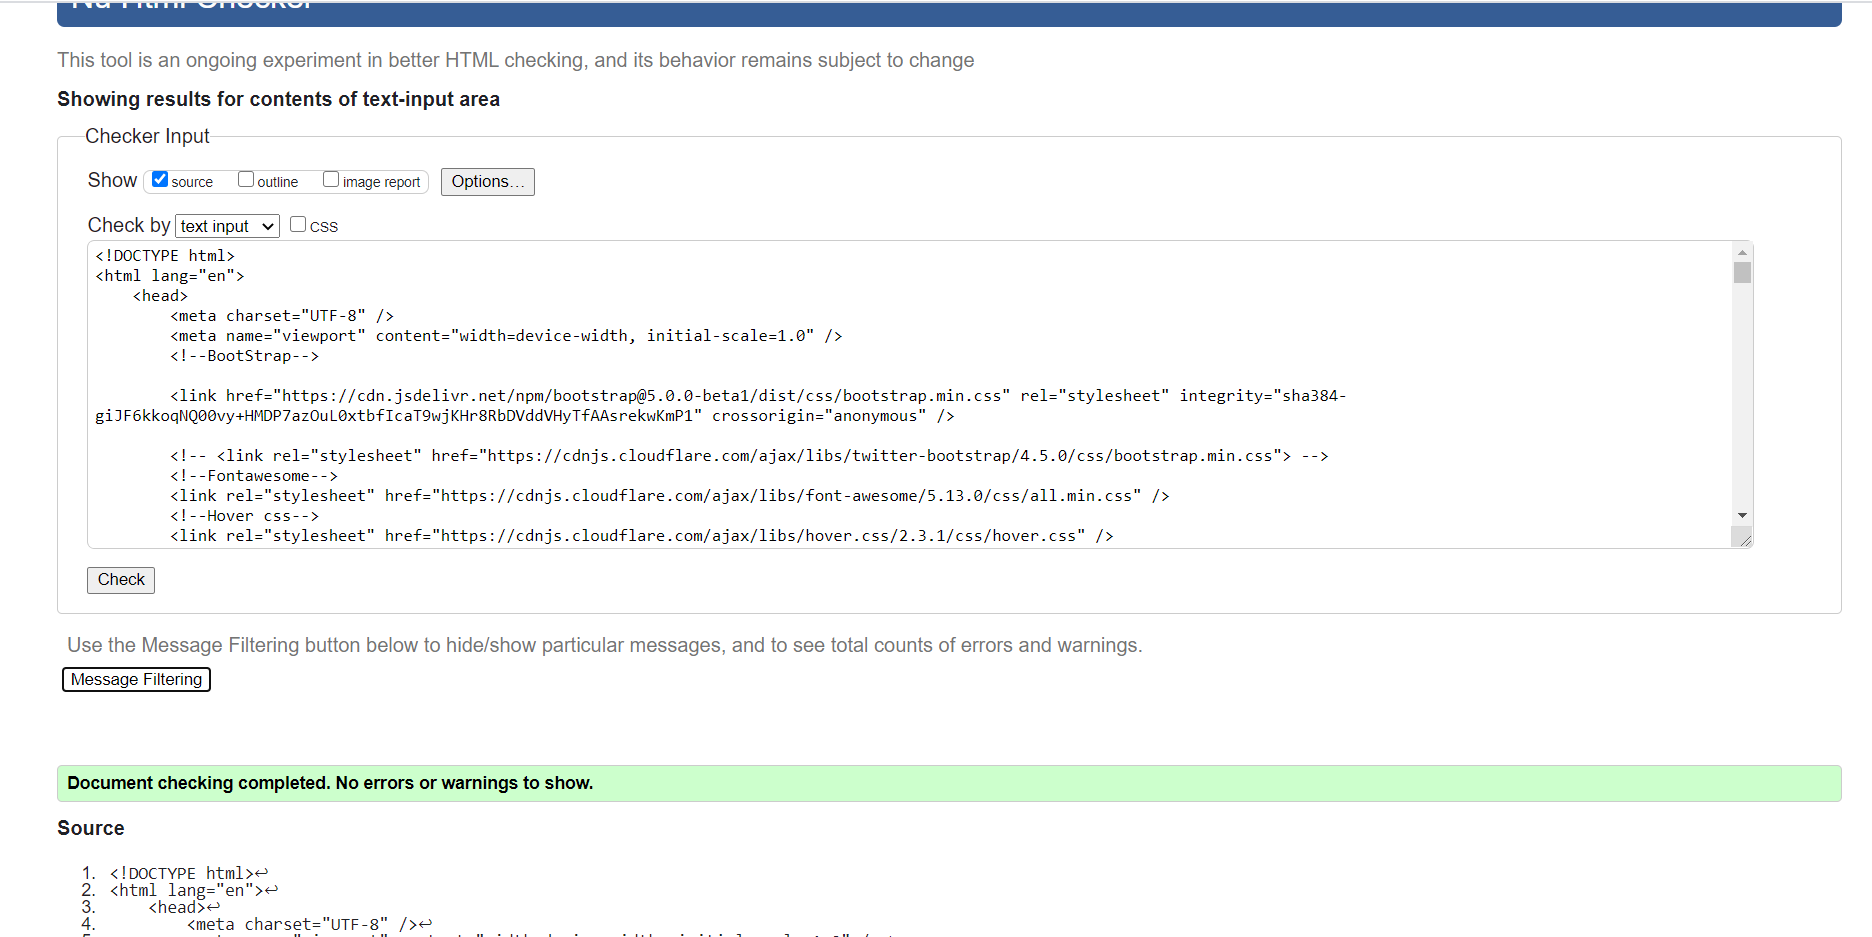 Nu Html Checker
This tool is an ongoing experiment in better HTML checking, and its behavior remains subject to change
Showing results for contents of text-input area
Checker Input
Show source outline image report Options...
Check by text input CSS
<!DOCTYPE html>
<html lang="en">
<head>
<meta charset="UTF-8" />
<meta name="viewport" content="width=device-width, initial-scale=1.0" />
<!--BootStrap-->
<link href="https://cdn.jsdelivr.net/npm/bootstrap@5.0.0-beta1/dist/css/bootstrap.min.css" rel="stylesheet" integrity="sha384-
giJF6kkoqNQ00vy+HMDP7azOuL0xtbfIcaT9wjKHr8RbDVddVHyTfAAsrekwKmP1" crossorigin="anonymous" />
<!-- <link rel="stylesheet" href="https://cdnjs.cloudflare.com/ajax/libs/twitter-bootstrap/4.5.0/css/bootstrap.min.css"> -->
<!--Fontawesome-->
<link rel="stylesheet" href="https://cdnjs.cloudflare.com/ajax/libs/font-awesome/5.13.0/css/all.min.css" />
<!--Hover css-->
<link rel="stylesheet" href="https://cdnjs.cloudflare.com/ajax/libs/hover.css/2.3.1/css/hover.css" />
Check
Use the Message Filtering button below to hide/show particular messages, and to see total counts of errors and warnings.
Message Filtering
Document checking completed. No errors or warnings to show.
Source
1. <!DOCTYPE html>↩
2. <html lang="en">↩
3. <head>↩
4. <meta charset="UTF-8" />↩